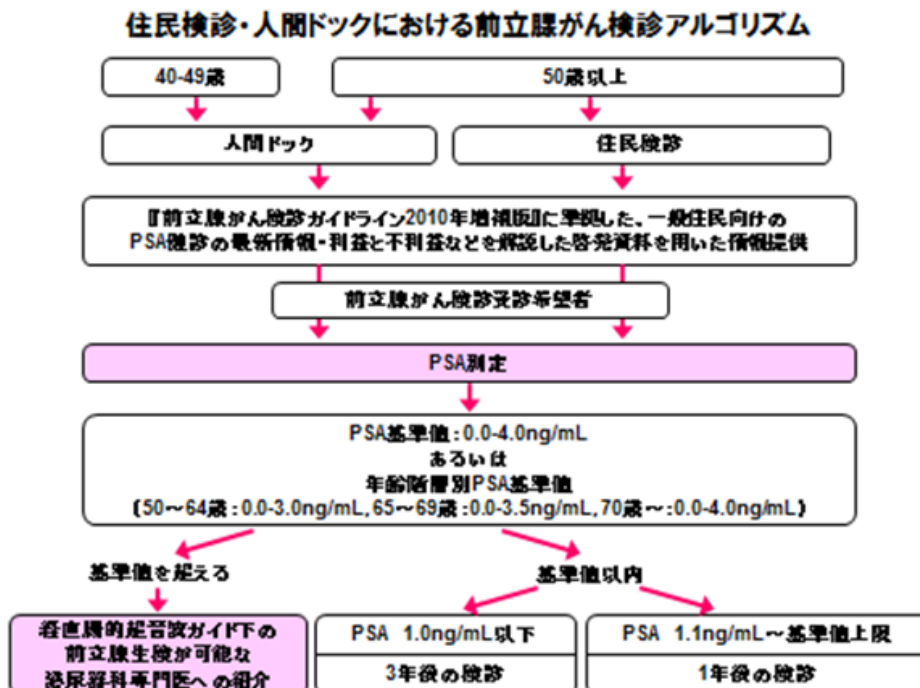 住民検診・人間ドックにおける前立腺がん検診アルゴリズム
40-49歳
50歳以上
人間ドック
住民検診
『前立腺がん検診ガイドライン2010年増補版』に準拠した、一般住民向けの
PSA検診の最新情報・利益と不利益などを解説した啓発資料を用いた情報提供
前立腺がん検診受診希望者
PSA測定
PSA基準値:0.0-4.0ng/mL
あるいは
年齢階層別PSA基準値
(50~64歳:0.0-3.0ng/mL,65~69歳:0.0-3.5ng/mL,70歳~:0.0-4.0ng/mL)
基準値を超える
基準値以内
経直腸的超音波ガイド下の
前立腺生検が可能な
泌尿器科専門医への紹介
PSA 1.0ng/mL以下
3年後の検診
PSA 1.1ng/mL~基準値上限
1年後の検診